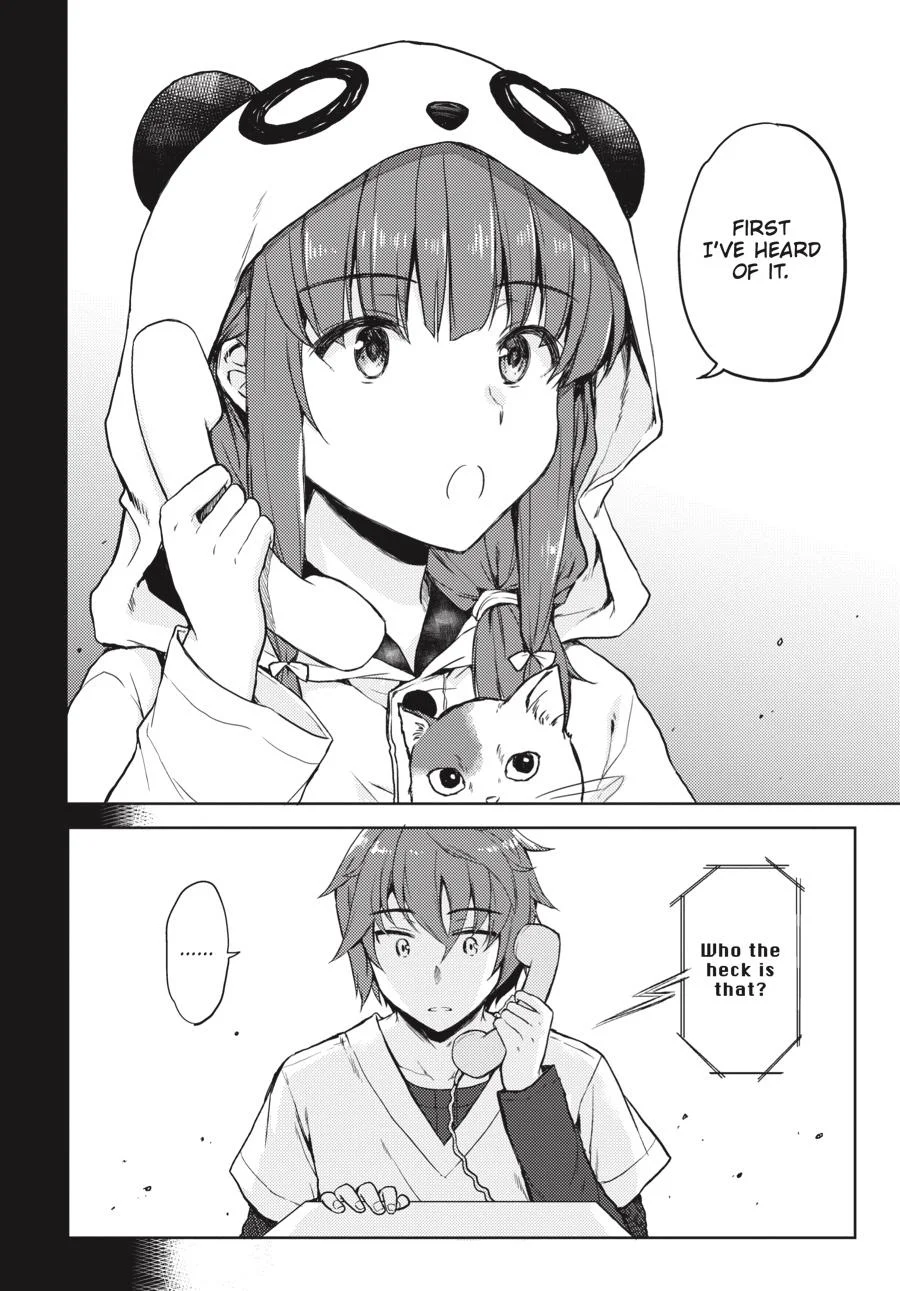 FIRST
I'VE HEARD
OF IT.
Who the
heck is
that?
......